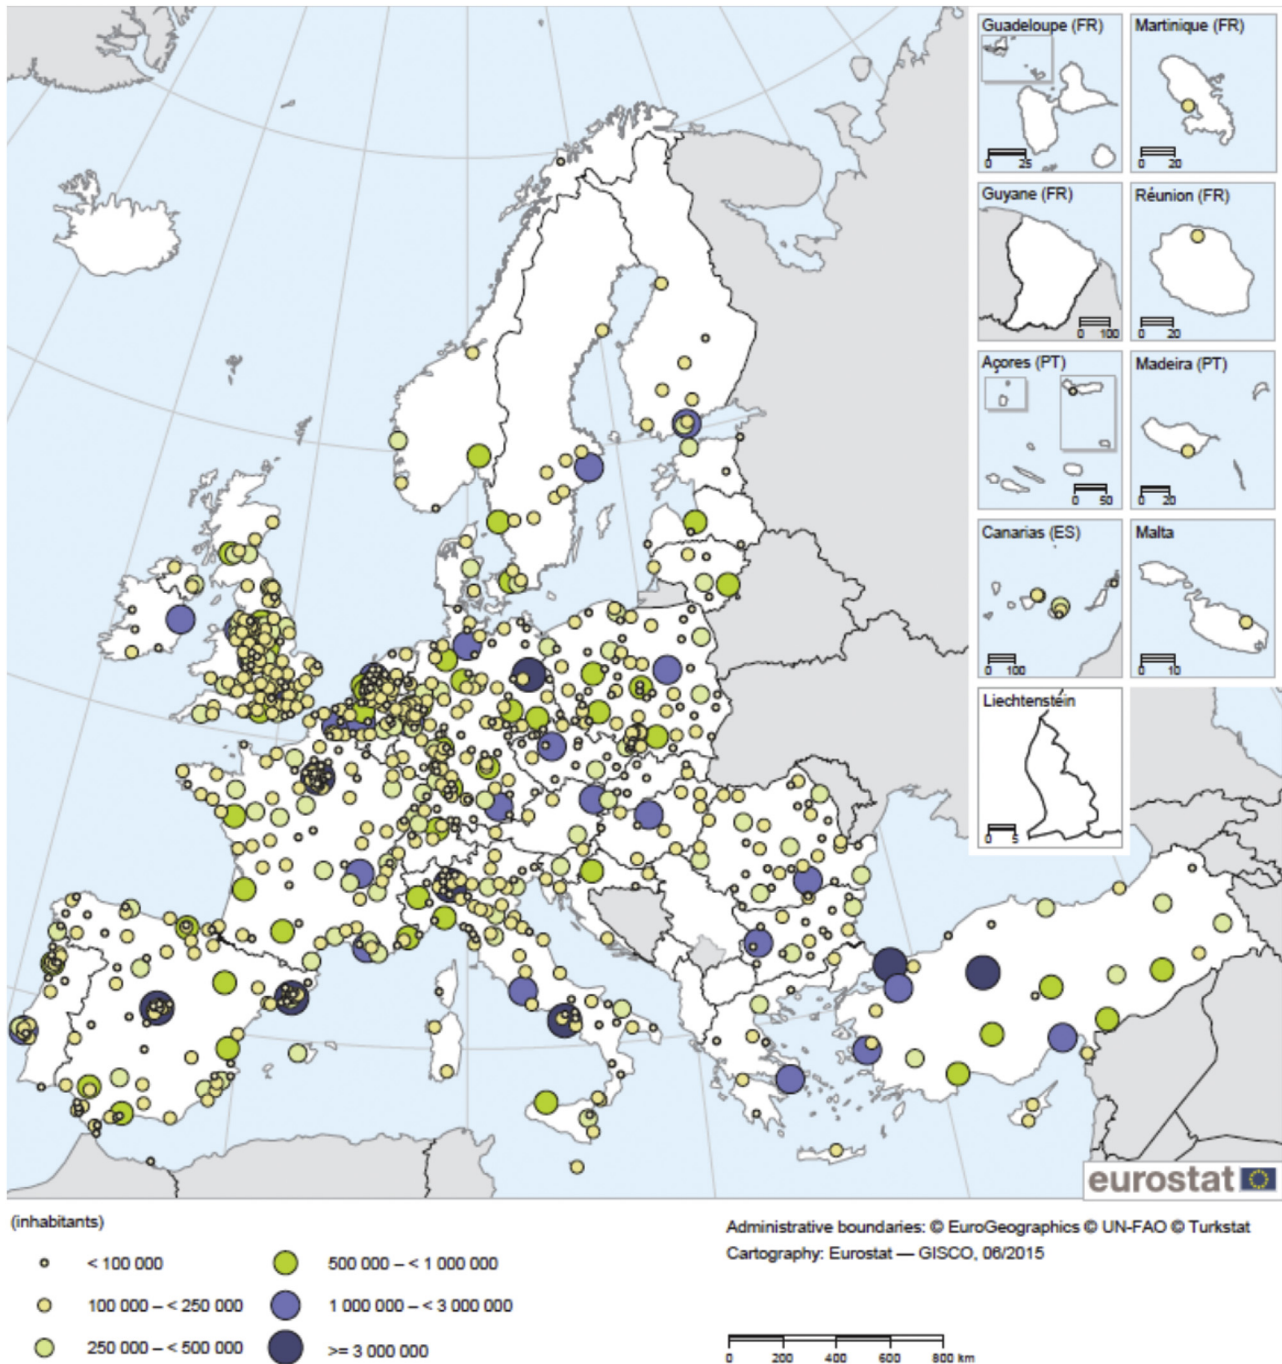 Guadeloupe (FR)
0 25
Martinique (FR)
0 20
Guyane (FR)
0 100
Réunion (FR)
0 20
Açores (PT)
0 50
Madeira (PT)
0 20
Canarias (ES)
0 100
Malta
0 10
Liechtenstéin
0 5
eurostat
(inhabitants)
< 100 000
100 000 – < 250 000
250 000 – < 500 000
500 000 – < 1 000 000
1 000 000 – < 3 000 000
>= 3 000 000
Administrative boundaries: © EuroGeographics © UN-FAO © Turkstat
Cartography: Eurostat — GISCO, 06/2015
0 200 400 600 800 km